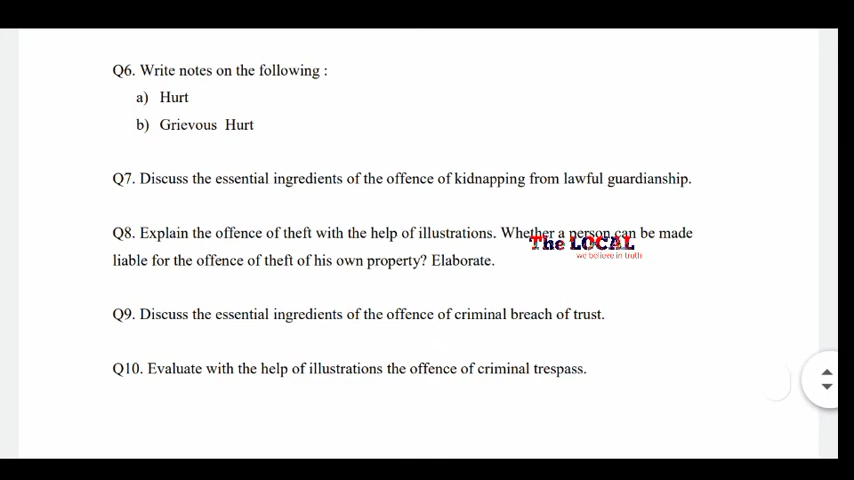 Q6. Write notes on the following :
a) Hurt
b) Grievous Hurt
Q7. Discuss the essential ingredients of the offence of kidnapping from lawful guardianship.
Q8. Explain the offence of theft with the help of illustrations. Whether a person can be made
The LOCAL
we believe in truth
liable for the offence of theft of his own property? Elaborate.
Q9. Discuss the essential ingredients of the offence of criminal breach of trust.
Q10. Evaluate with the help of illustrations the offence of criminal trespass.